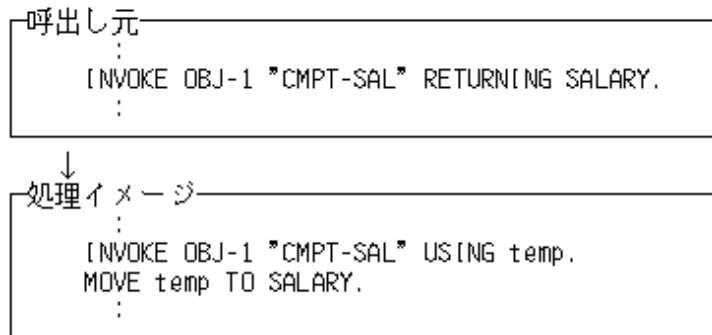 呼出し元
:
INVOKE OBJ-1 "CMPT-SAL" RETURNING SALARY.
:
↓
処理イメージ
:
INVOKE OBJ-1 "CMPT-SAL" USING temp.
MOVE temp TO SALARY.
: